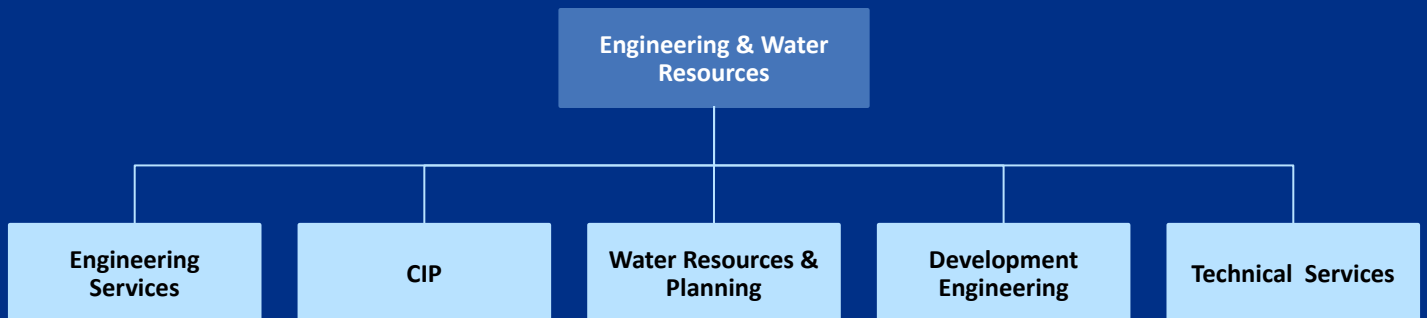 Engineering & Water
Resources
Engineering
Services
CIP
Water Resources &
Planning
Development
Engineering
Technical  Services